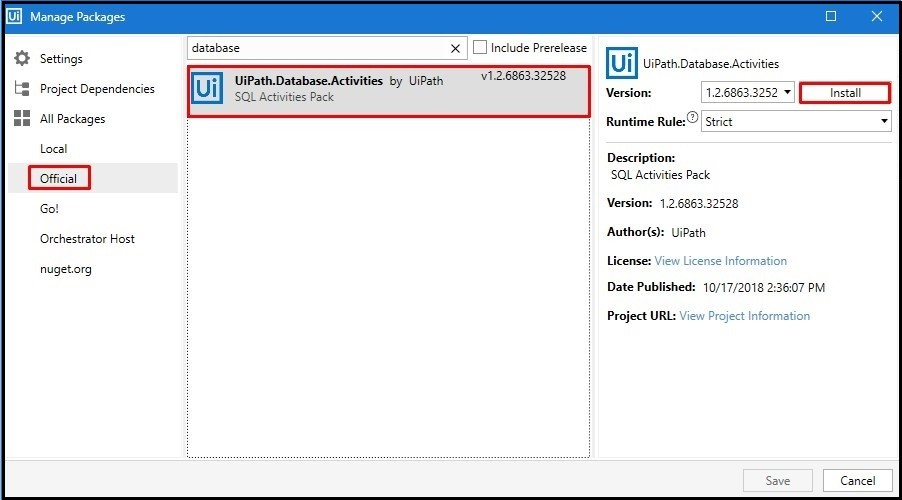 Ui Manage Packages
Settings
Project Dependencies
All Packages
Local
Official
Go!
Orchestrator Host
nuget.org
database
Include Prerelease
Ui UiPath.Database.Activities by UiPath v1.2.6863.32528
SQL Activities Pack
Ui UiPath.Database.Activities
Version: 1.2.6863.3252 Install
Runtime Rule: ? Strict
Description:
SQL Activities Pack
Version: 1.2.6863.32528
Author(s): UiPath
License: View License Information
Date Published: 10/17/2018 2:36:07 PM
Project URL: View Project Information
Save Cancel